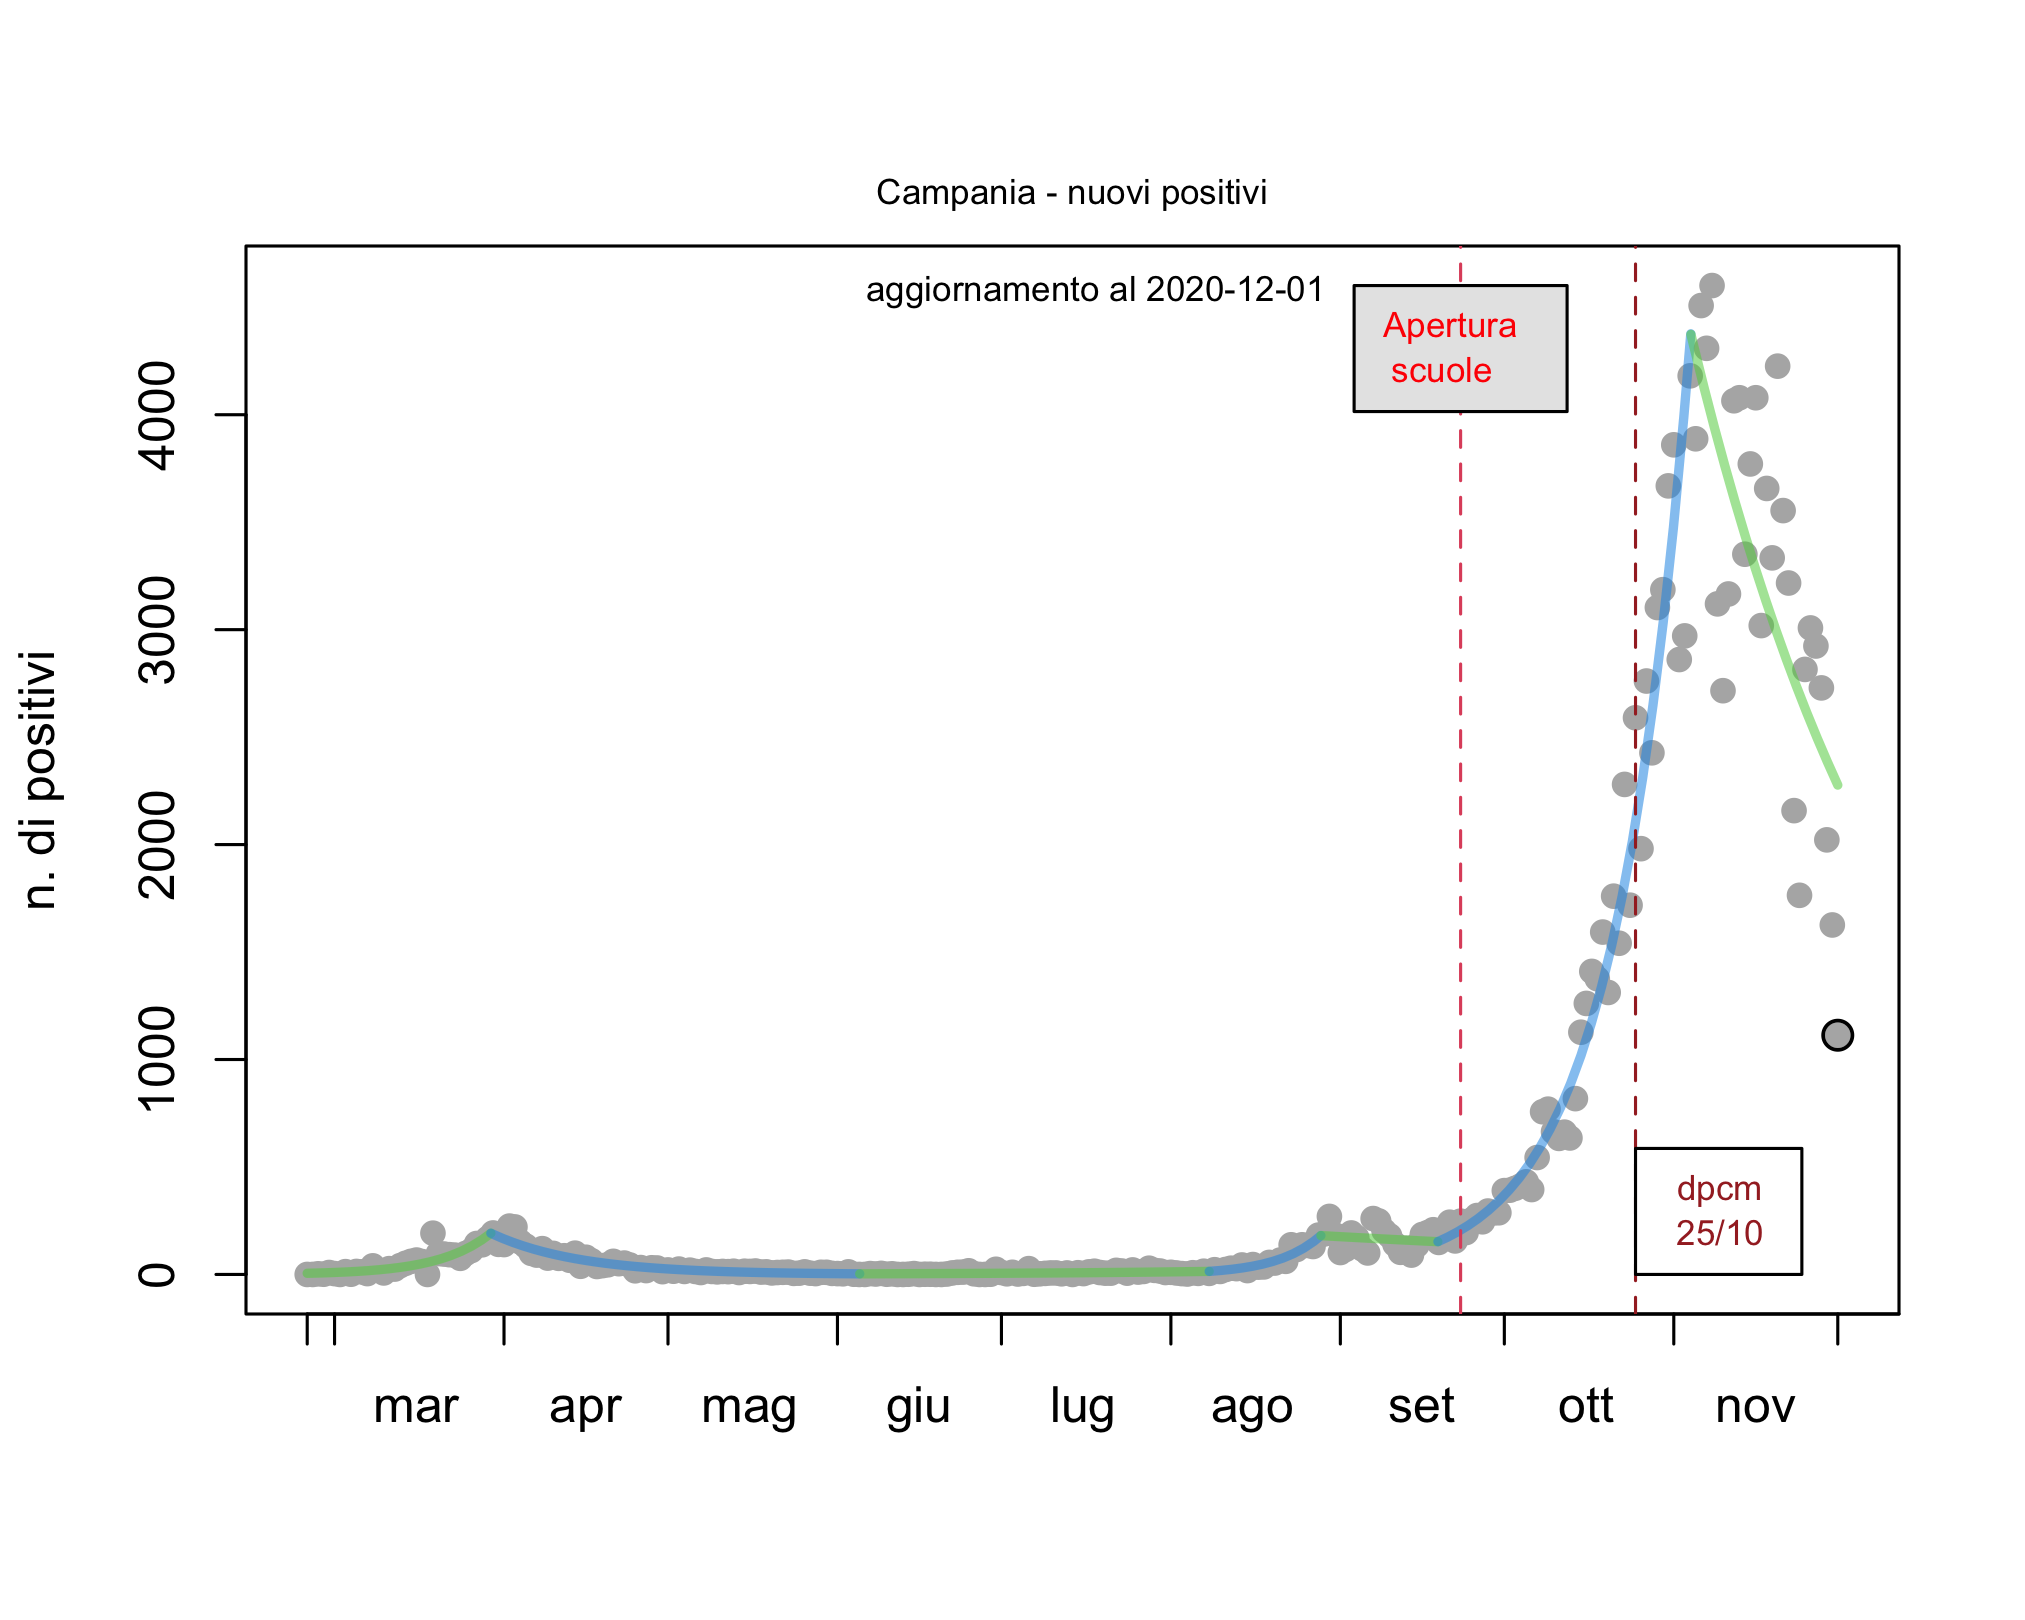 Campania - nuovi positivi
aggiornamento al 2020-12-01
Apertura
scuole
n. di positivi
4000
3000
2000
1000
0
dpcm
25/10
mar apr mag giu lug ago set ott nov